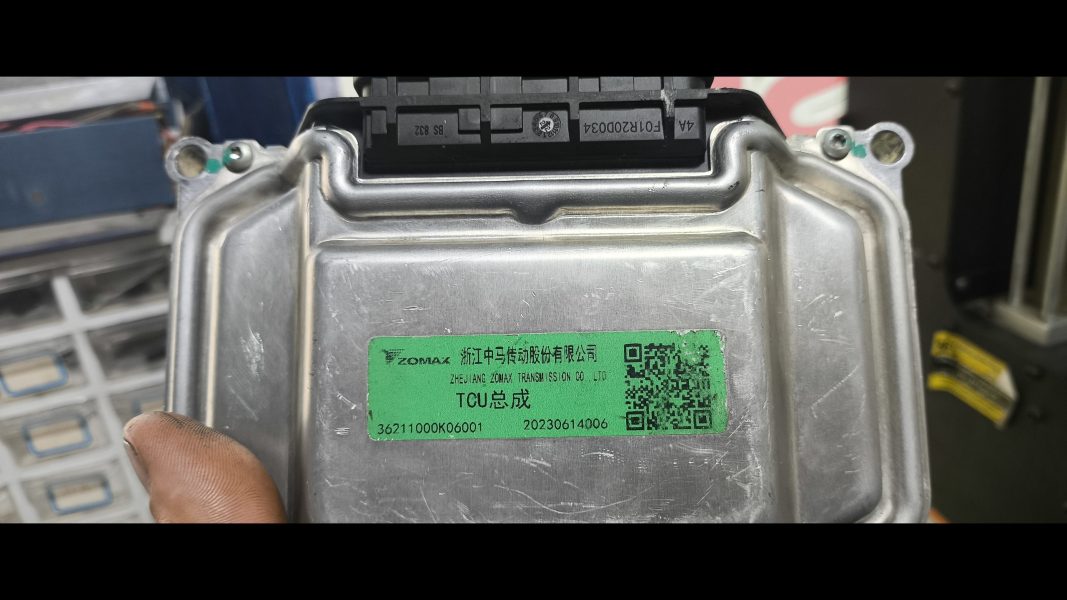 BS 832
F01R20D034
4A
ZOMAX 浙江中马传动股份有限公司
ZHEJIANG ZOMAX TRANSMISSION CO.,LTD
TCU总成
36211000K06001 20230614006